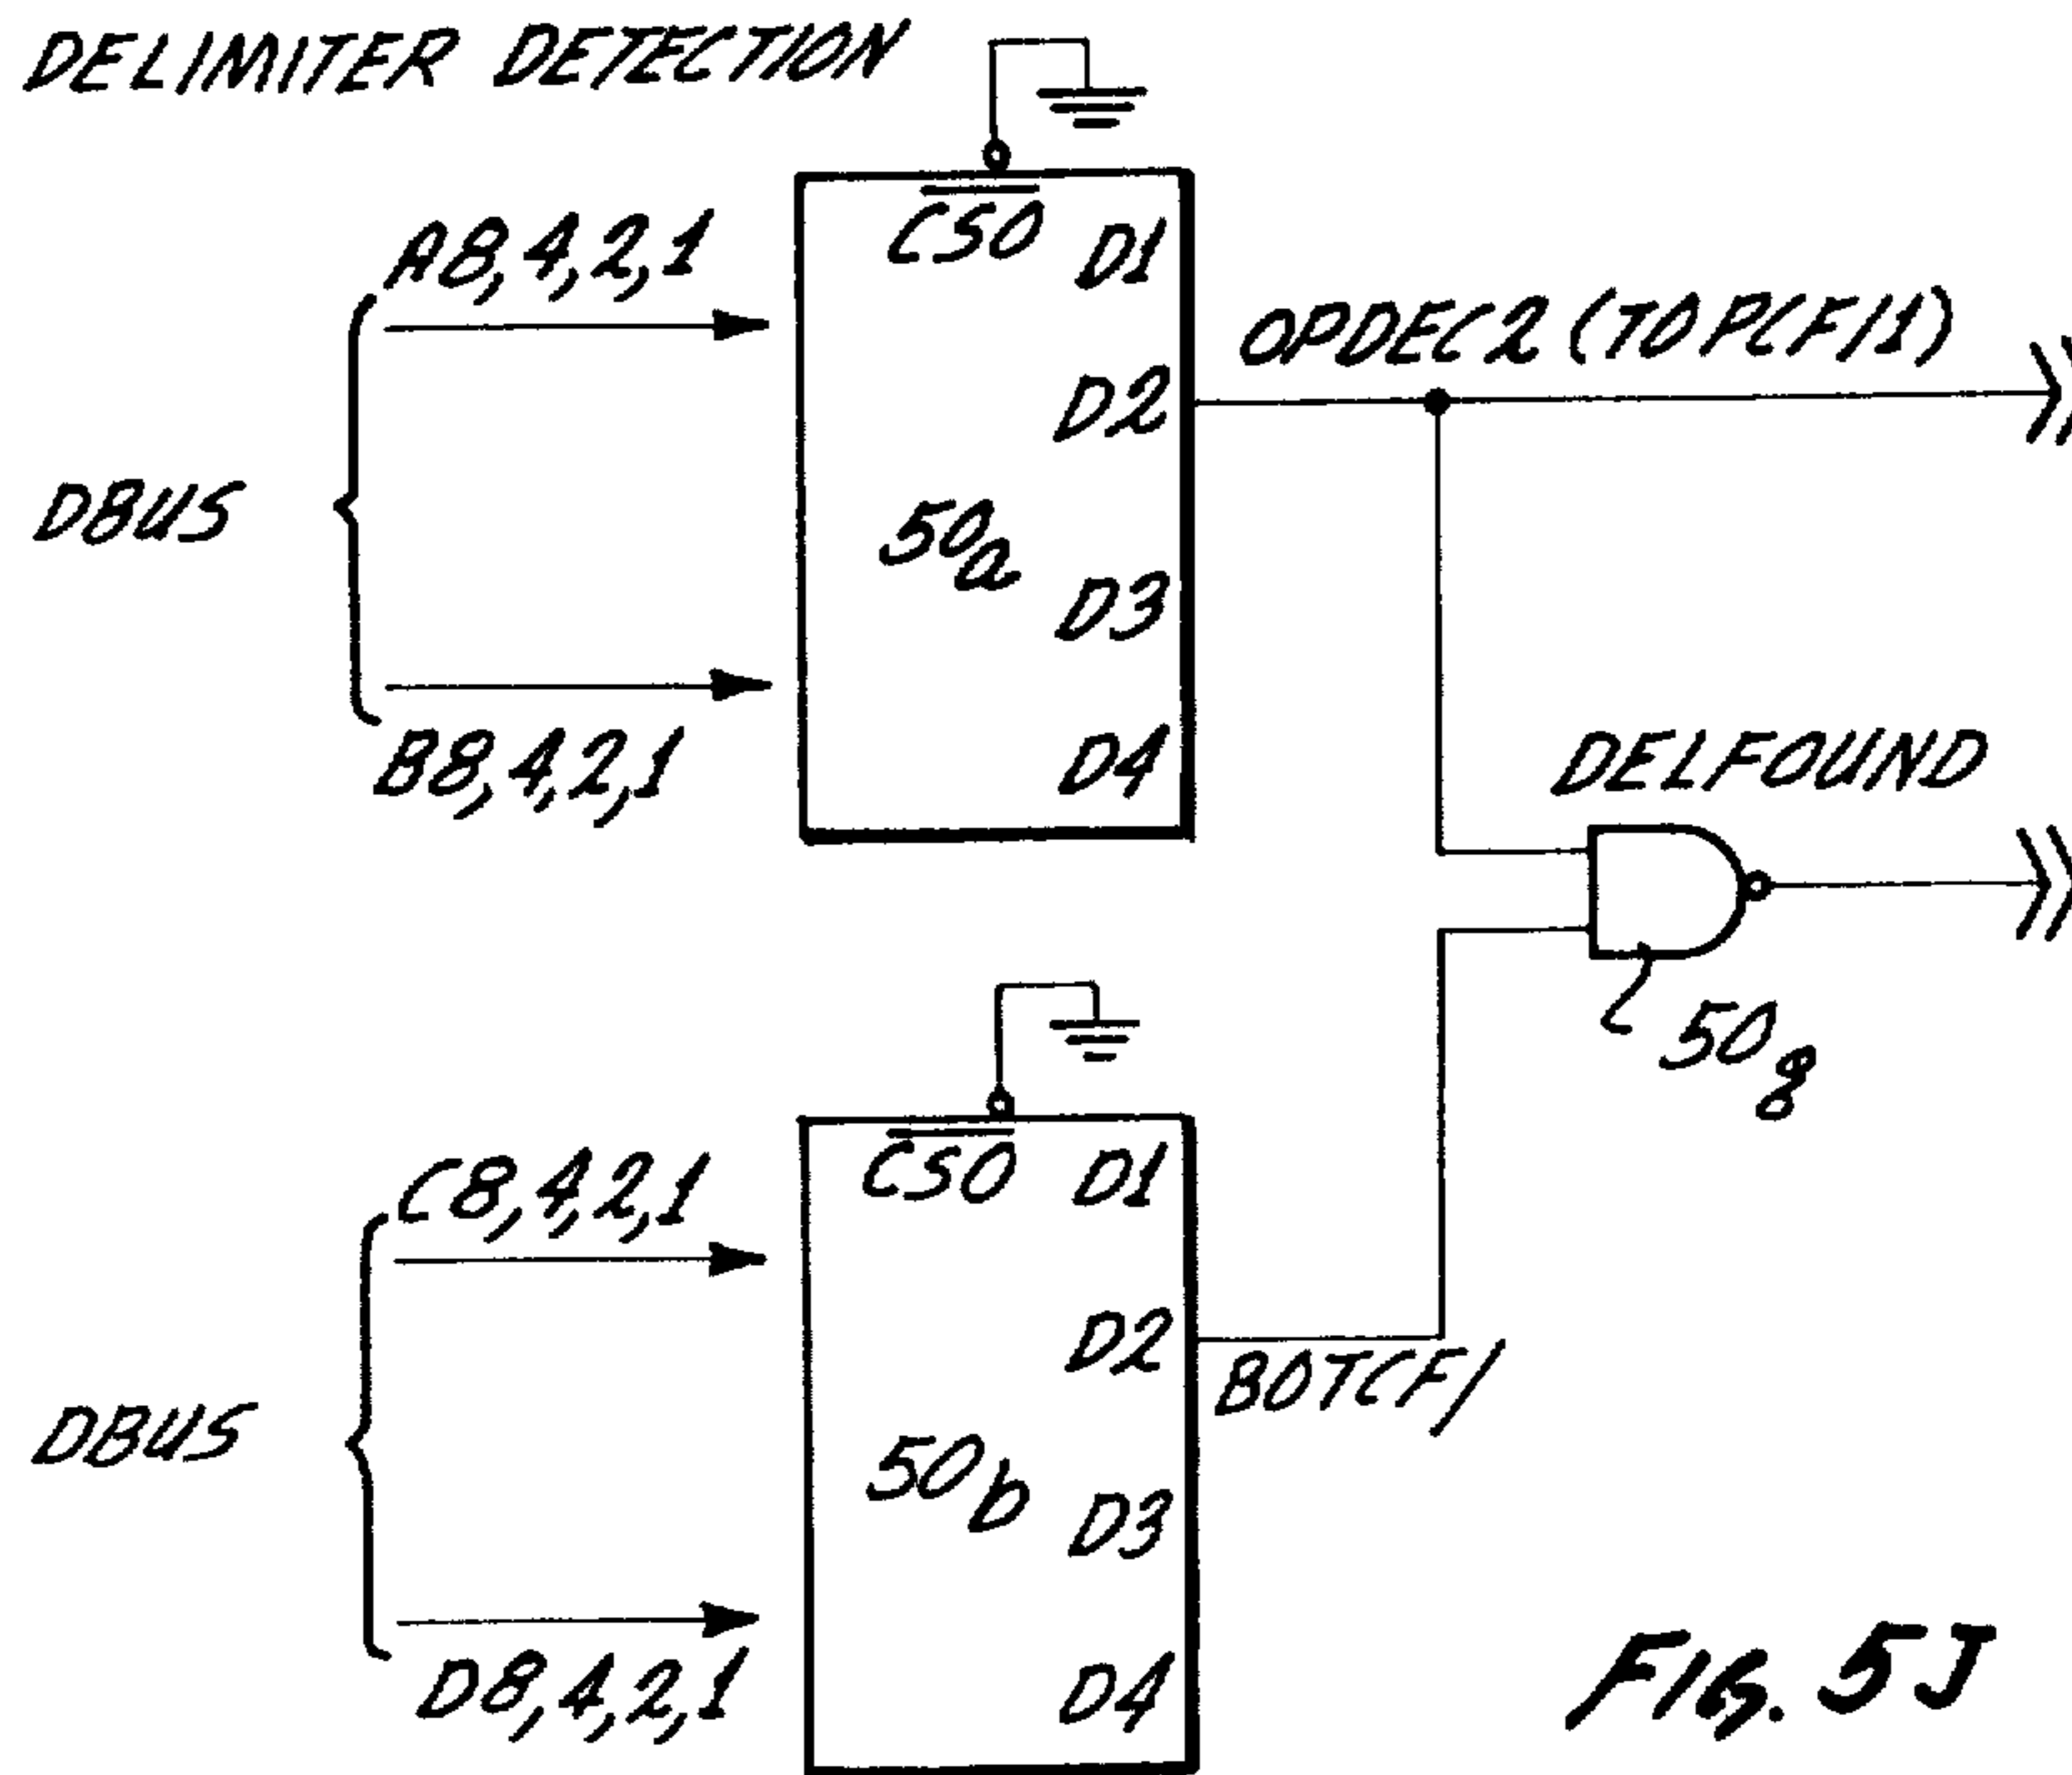 DELIMITER DETECTION
CS0
D1
A8,4,2,1
OPDEC2 (TOPCF/1)
D2
DBUS
50a
D3
B8,4,2,1
D4
DELFOUND
50g
CS0
D1
C8,4,2,1
D2
BOTCF/
DBUS
50b
D3
D8,4,2,1
D4
FIG. 5J